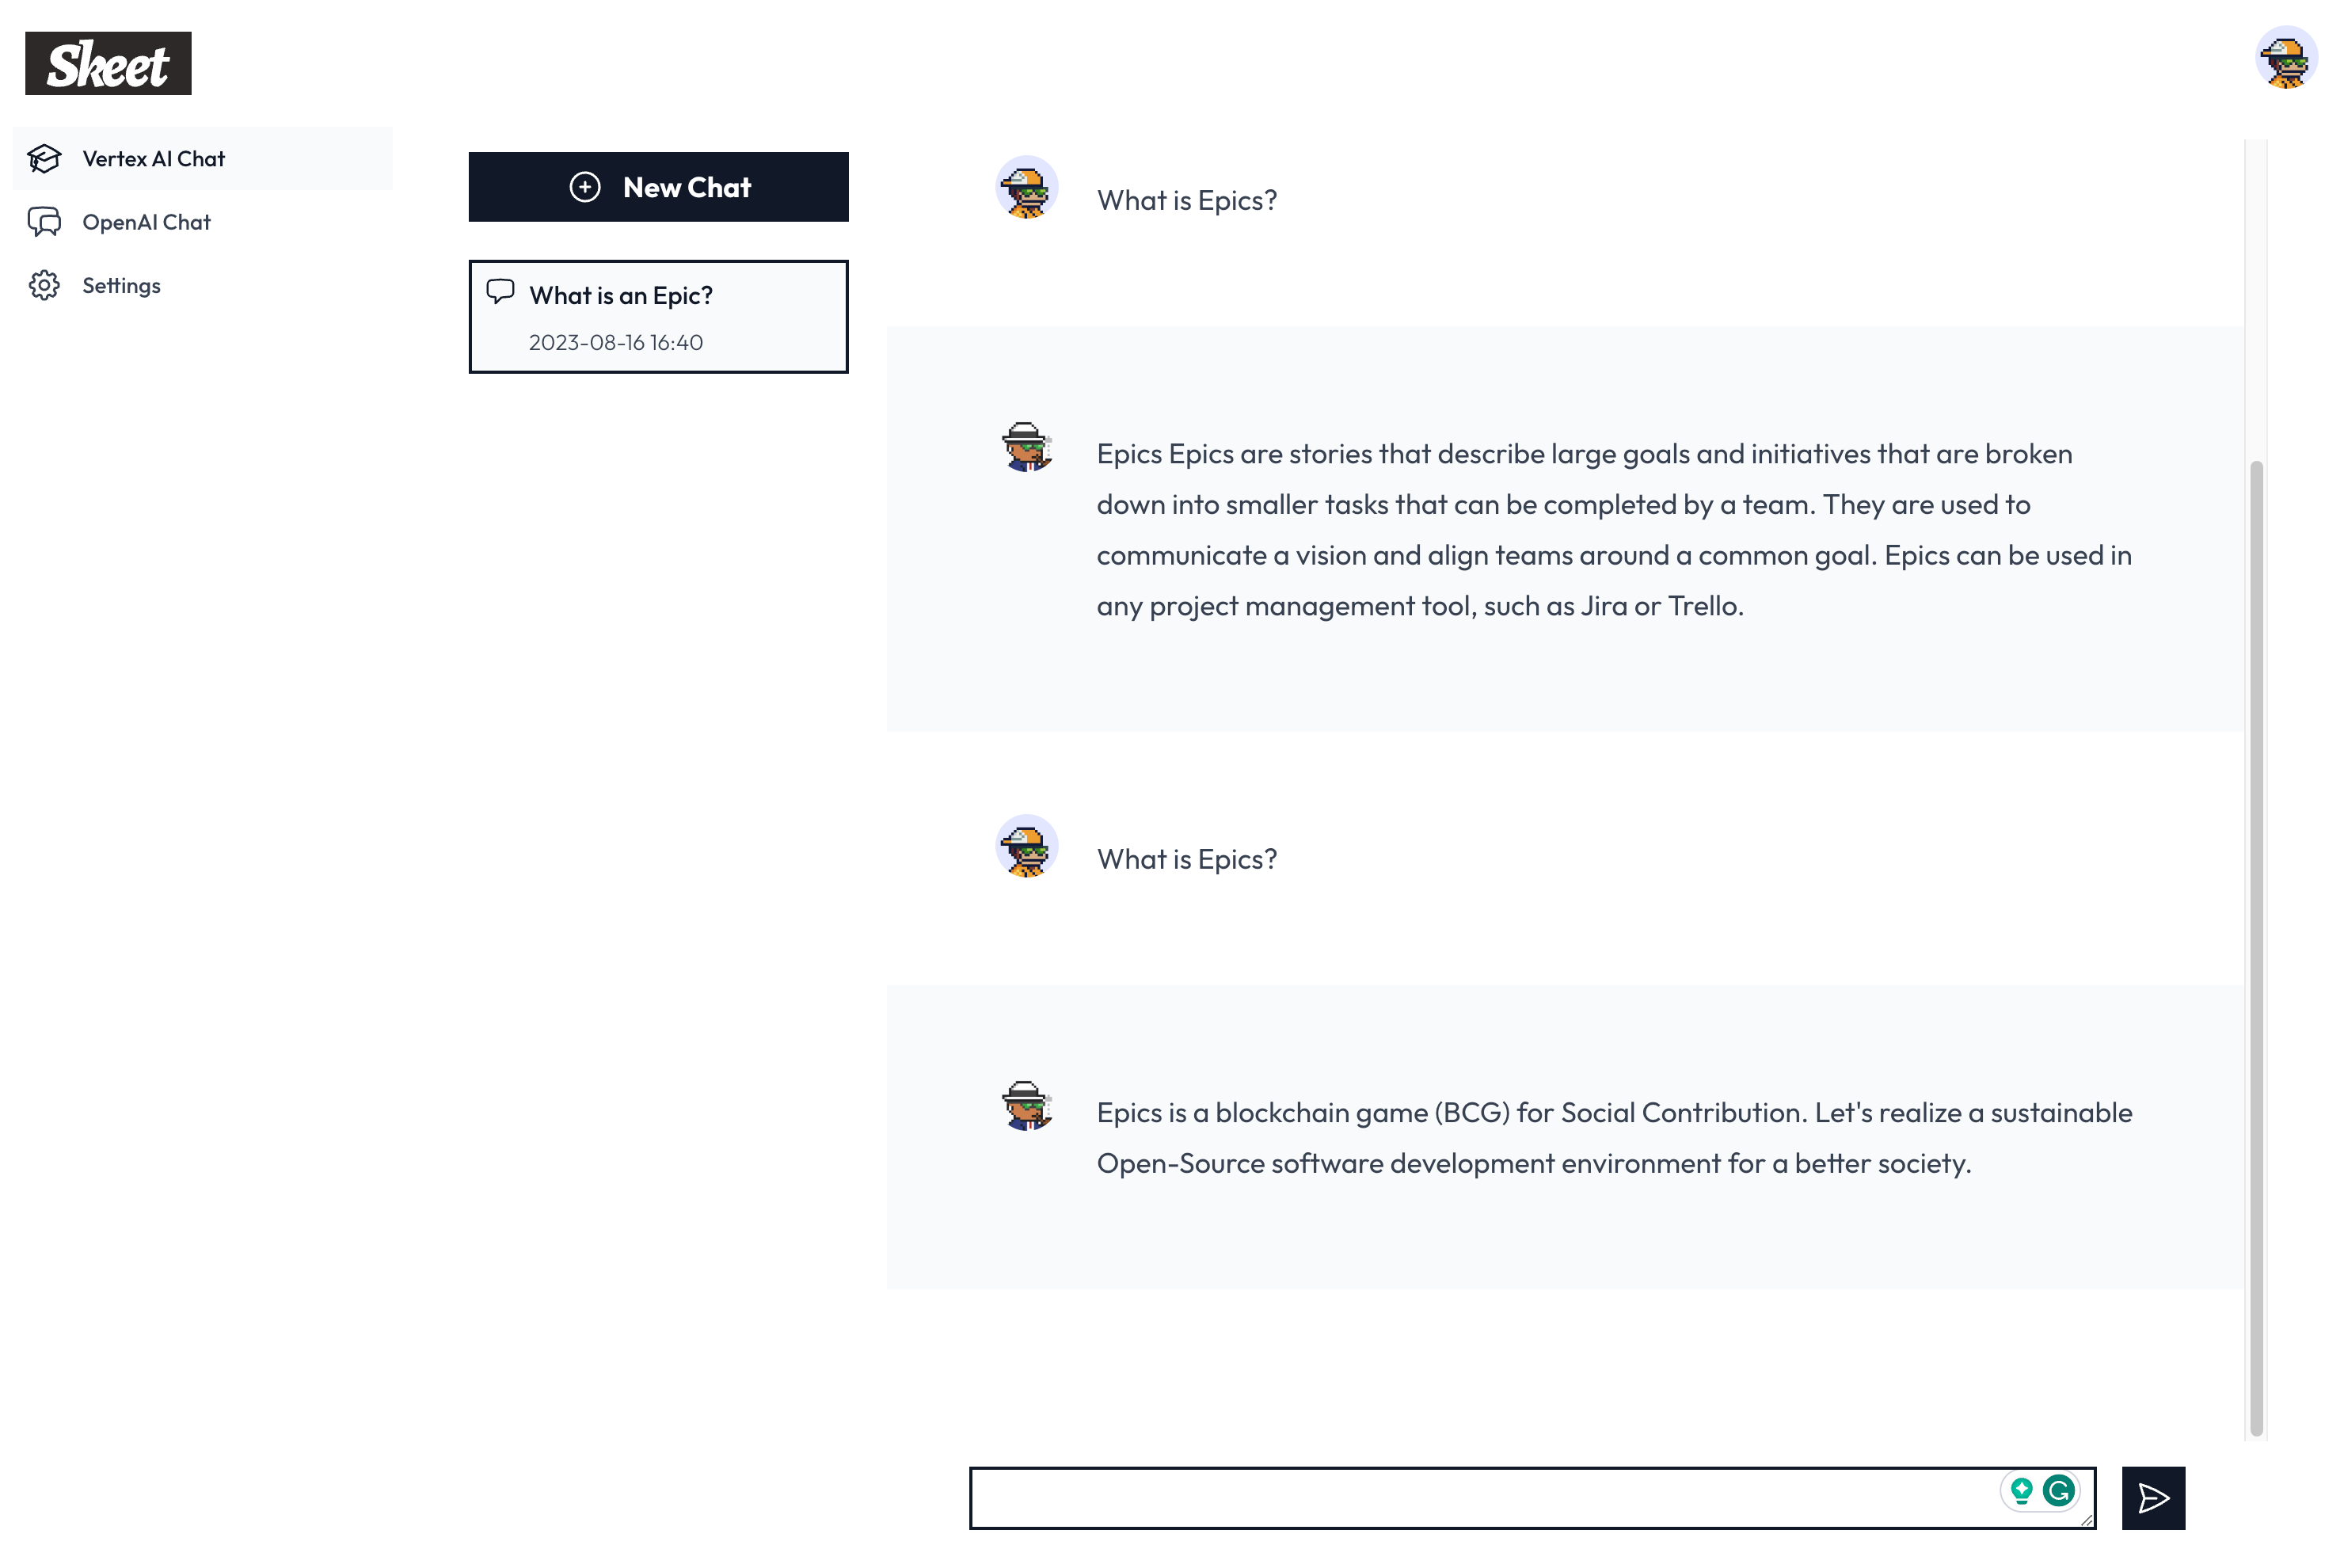 Skeet
Vertex AI Chat
OpenAI Chat
Settings
New Chat
What is an Epic?
2023-08-16 16:40
What is Epics?
Epics Epics are stories that describe large goals and initiatives that are broken
down into smaller tasks that can be completed by a team. They are used to
communicate a vision and align teams around a common goal. Epics can be used in
any project management tool, such as Jira or Trello.
What is Epics?
Epics is a blockchain game (BCG) for Social Contribution. Let's realize a sustainable
Open-Source software development environment for a better society.